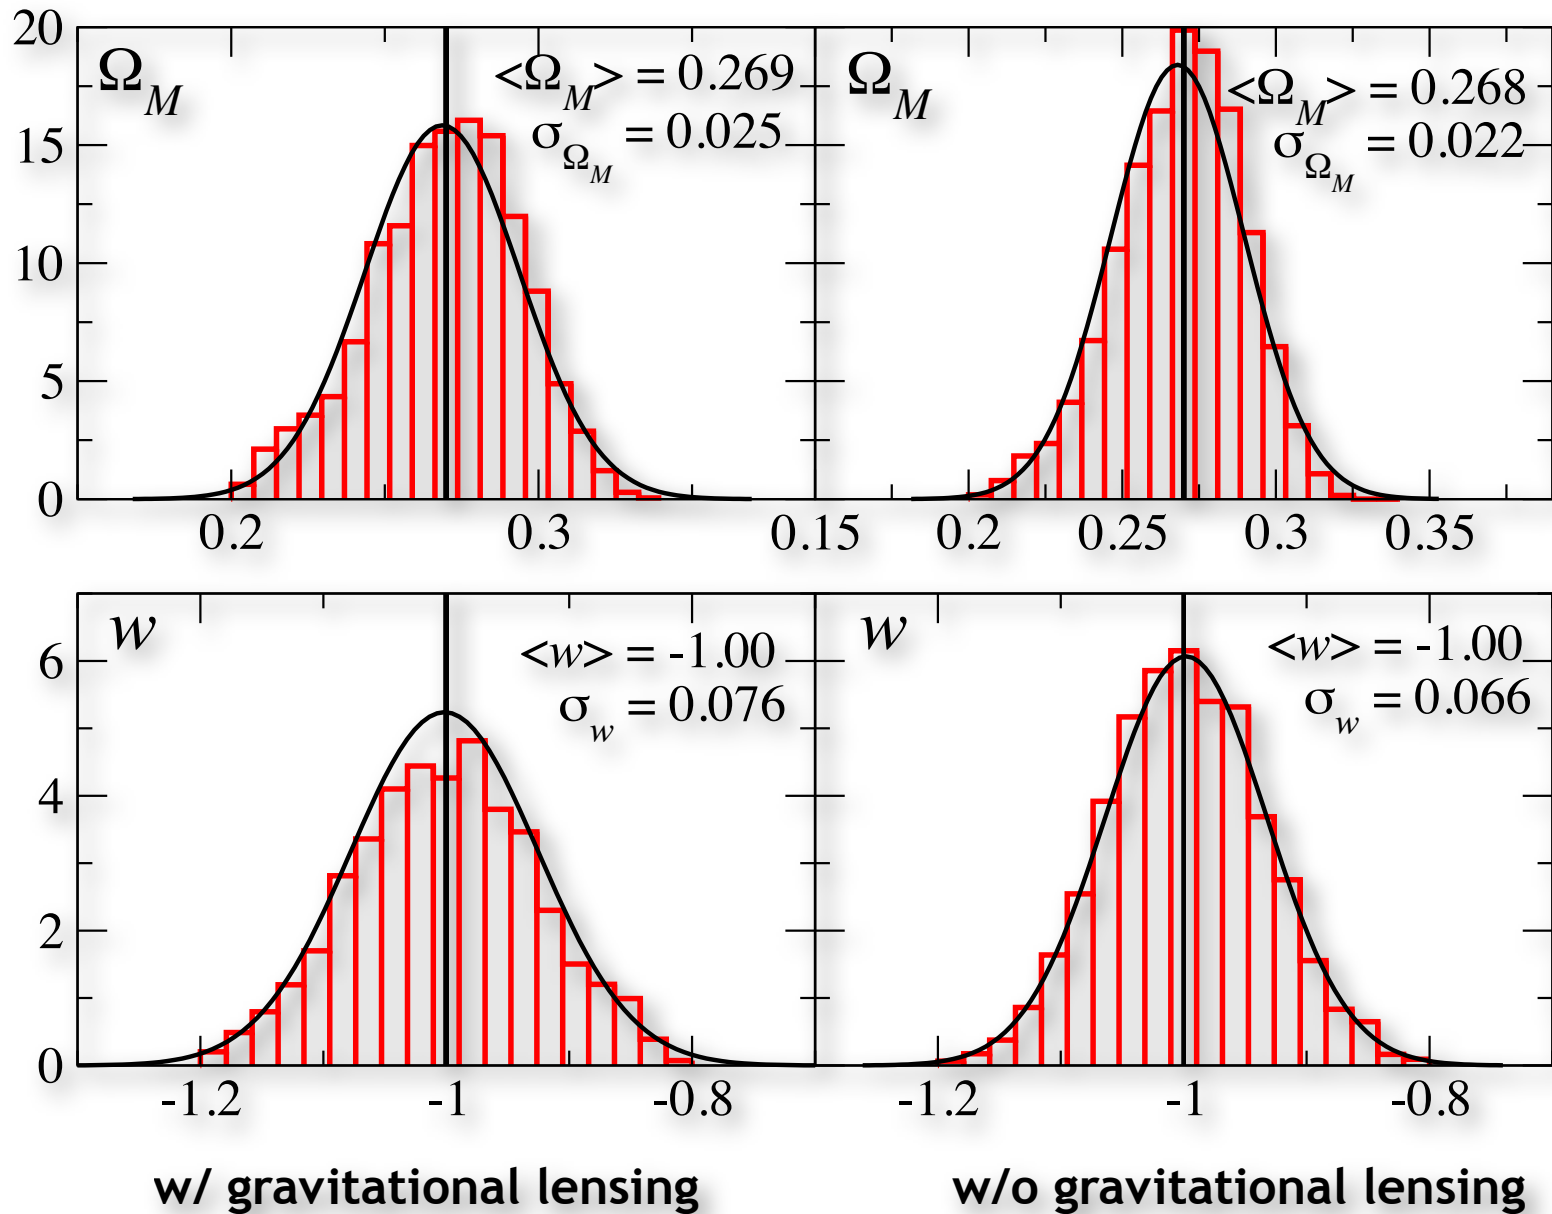 Ω_M
<Ω_M> = 0.269
σ_Ω_M = 0.025
20
15
10
5
0
0.2
0.3
Ω_M
<Ω_M> = 0.268
σ_Ω_M = 0.022
0.15
0.2
0.25
0.3
0.35
w
<w> = -1.00
σ_w = 0.076
6
4
2
0
-1.2
-1
-0.8
w
<w> = -1.00
σ_w = 0.066
-1.2
-1
-0.8
w/ gravitational lensing
w/o gravitational lensing